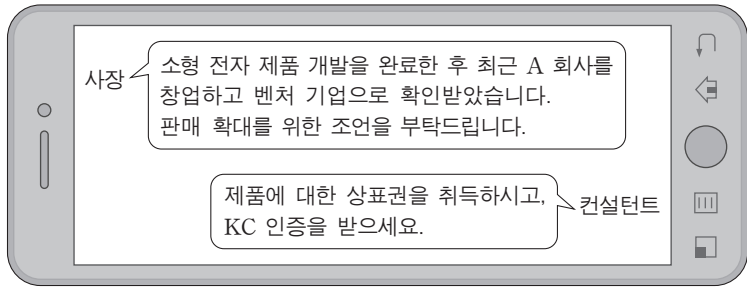 사장
소형 전자 제품 개발을 완료한 후 최근 A 회사를
창업하고 벤처 기업으로 확인받았습니다.
판매 확대를 위한 조언을 부탁드립니다.
제품에 대한 상표권을 취득하시고,
KC 인증을 받으세요.
컨설턴트